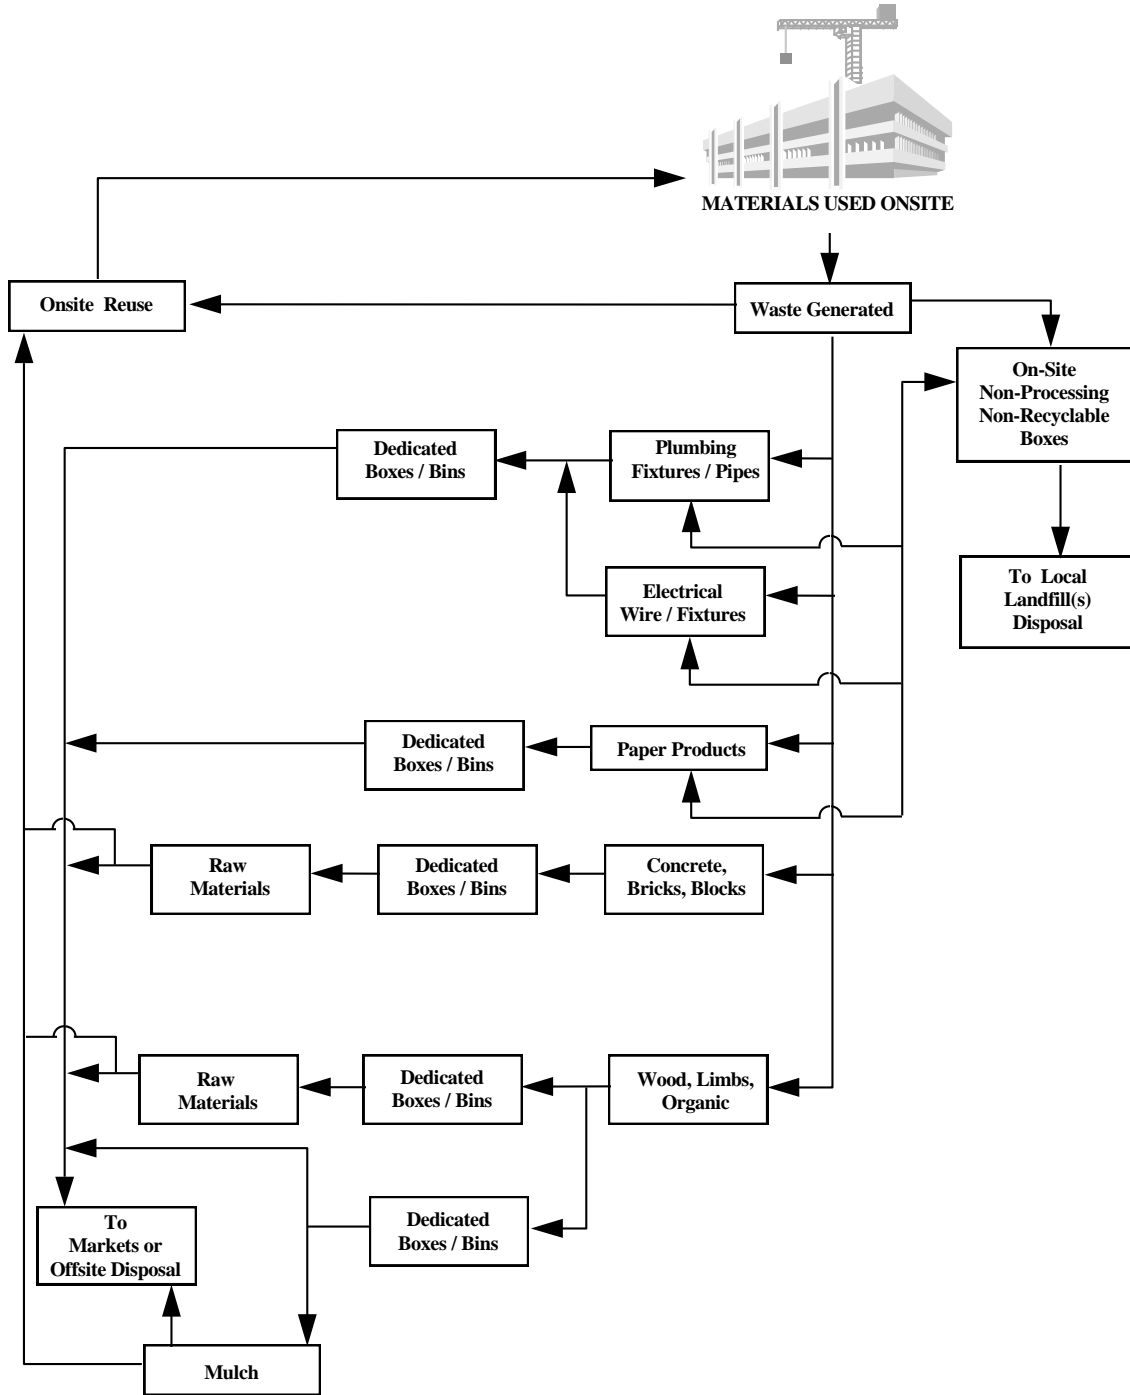 MATERIALS USED ONSITE
Onsite Reuse
Waste Generated
On-Site
Non-Processing
Non-Recyclable
Boxes
Dedicated
Boxes / Bins
Plumbing
Fixtures / Pipes
To Local
Landfill(s)
Disposal
Electrical
Wire / Fixtures
Dedicated
Boxes / Bins
Paper Products
Raw
Materials
Dedicated
Boxes / Bins
Concrete,
Bricks, Blocks
Raw
Materials
Dedicated
Boxes / Bins
Wood, Limbs,
Organic
To
Markets or
Offsite Disposal
Dedicated
Boxes / Bins
Mulch